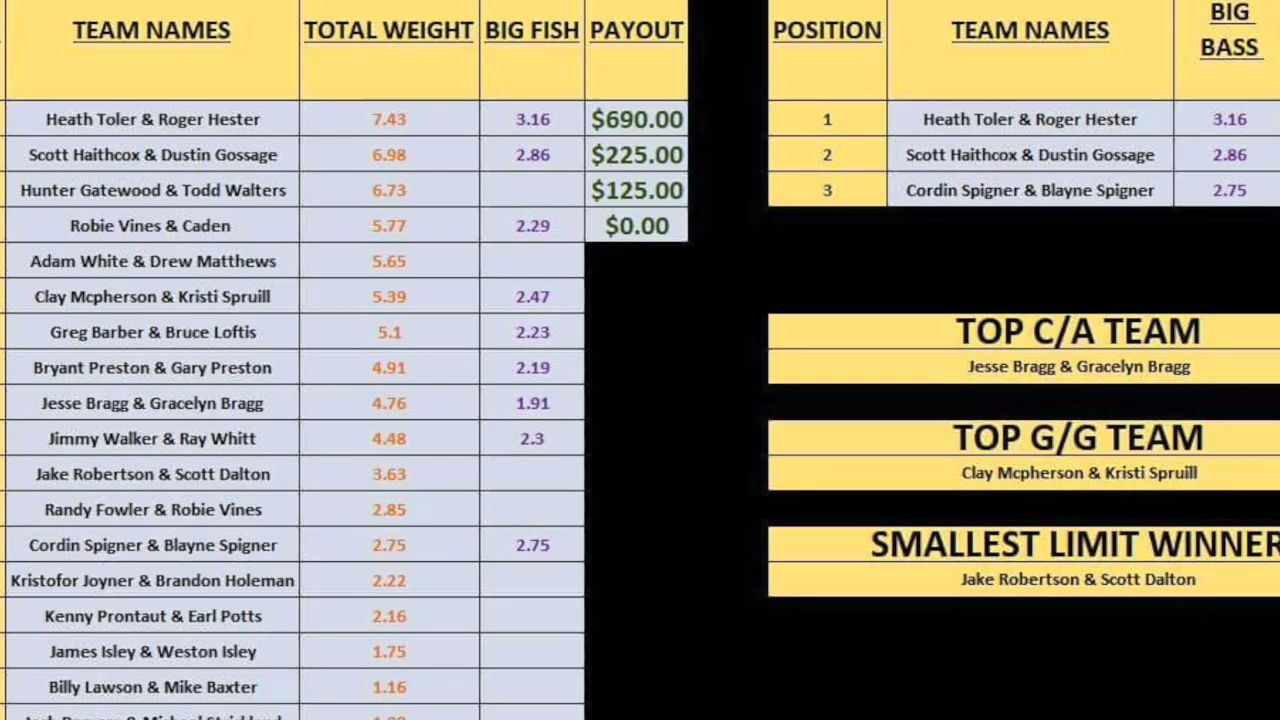 TEAM NAMES TOTAL WEIGHT BIG FISH PAYOUT
Heath Toler & Roger Hester 7.43 3.16 $690.00
Scott Haithcox & Dustin Gossage 6.98 2.86 $225.00
Hunter Gatewood & Todd Walters 6.73 $125.00
Robie Vines & Caden 5.77 2.29 $0.00
Adam White & Drew Matthews 5.65
Clay Mcpherson & Kristi Spruill 5.39 2.47
Greg Barber & Bruce Loftis 5.1 2.23
Bryant Preston & Gary Preston 4.91 2.19
Jesse Bragg & Gracelyn Bragg 4.76 1.91
Jimmy Walker & Ray Whitt 4.48 2.3
Jake Robertson & Scott Dalton 3.63
Randy Fowler & Robie Vines 2.85
Cordin Spigner & Blayne Spigner 2.75 2.75
Kristofor Joyner & Brandon Holeman 2.22
Kenny Prontaut & Earl Potts 2.16
James Isley & Weston Isley 1.75
Billy Lawson & Mike Baxter 1.16
POSITION TEAM NAMES BIG
BASS
1 Heath Toler & Roger Hester 3.16
2 Scott Haithcox & Dustin Gossage 2.86
3 Cordin Spigner & Blayne Spigner 2.75
TOP C/A TEAM
Jesse Bragg & Gracelyn Bragg
TOP G/G TEAM
Clay Mcpherson & Kristi Spruill
SMALLEST LIMIT WINNER
Jake Robertson & Scott Dalton